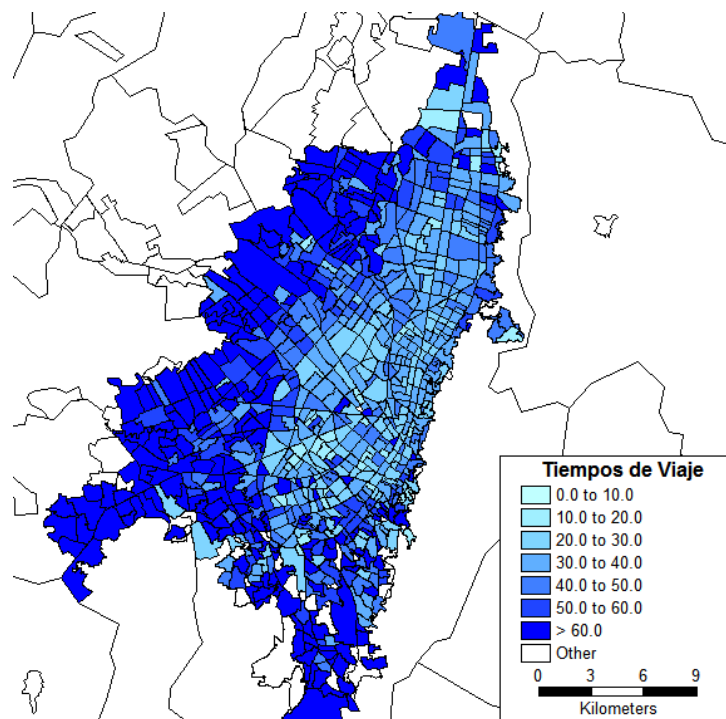 Tiempos de Viaje
0.0 to 10.0
10.0 to 20.0
20.0 to 30.0
30.0 to 40.0
40.0 to 50.0
50.0 to 60.0
> 60.0
Other
0 3 6 9
Kilometers